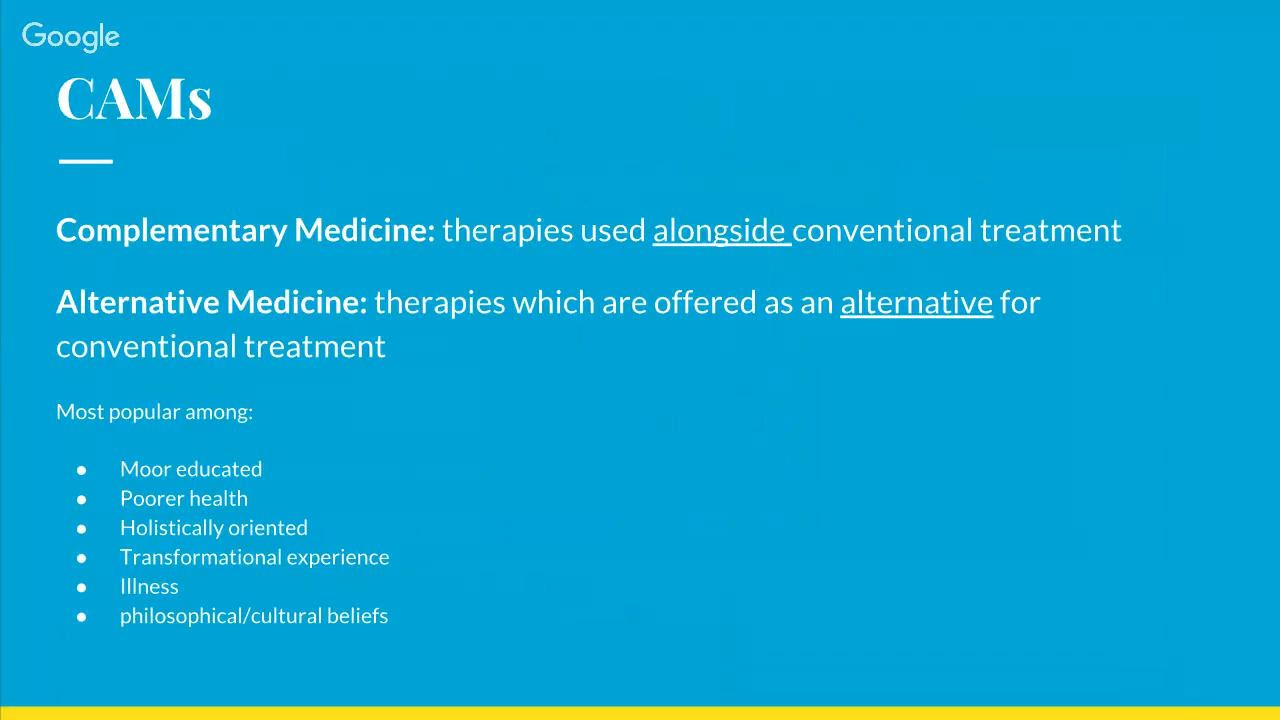 Google
CAMs
Complementary Medicine: therapies used alongside conventional treatment
Alternative Medicine: therapies which are offered as an alternative for
conventional treatment
Most popular among:
● Moor educated
● Poorer health
● Holistically oriented
● Transformational experience
● Illness
● philosophical/cultural beliefs